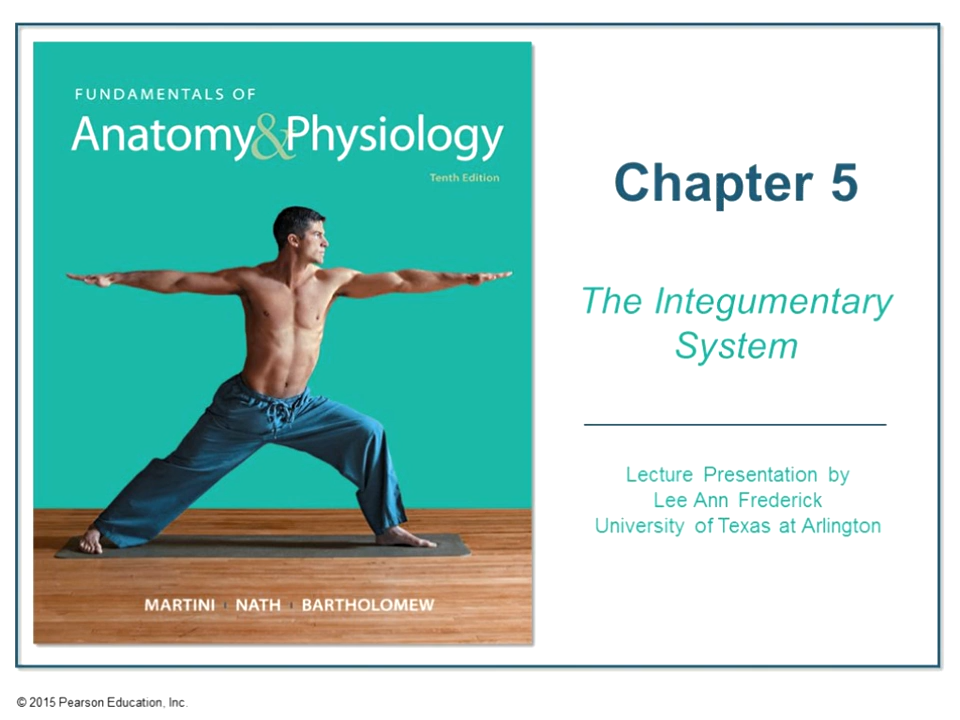 FUNDAMENTALS OF
Anatomy & Physiology
Tenth Edition
MARTINI | NATH | BARTHOLOMEW
Chapter 5
The Integumentary
System
Lecture Presentation by
Lee Ann Frederick
University of Texas at Arlington
© 2015 Pearson Education, Inc.